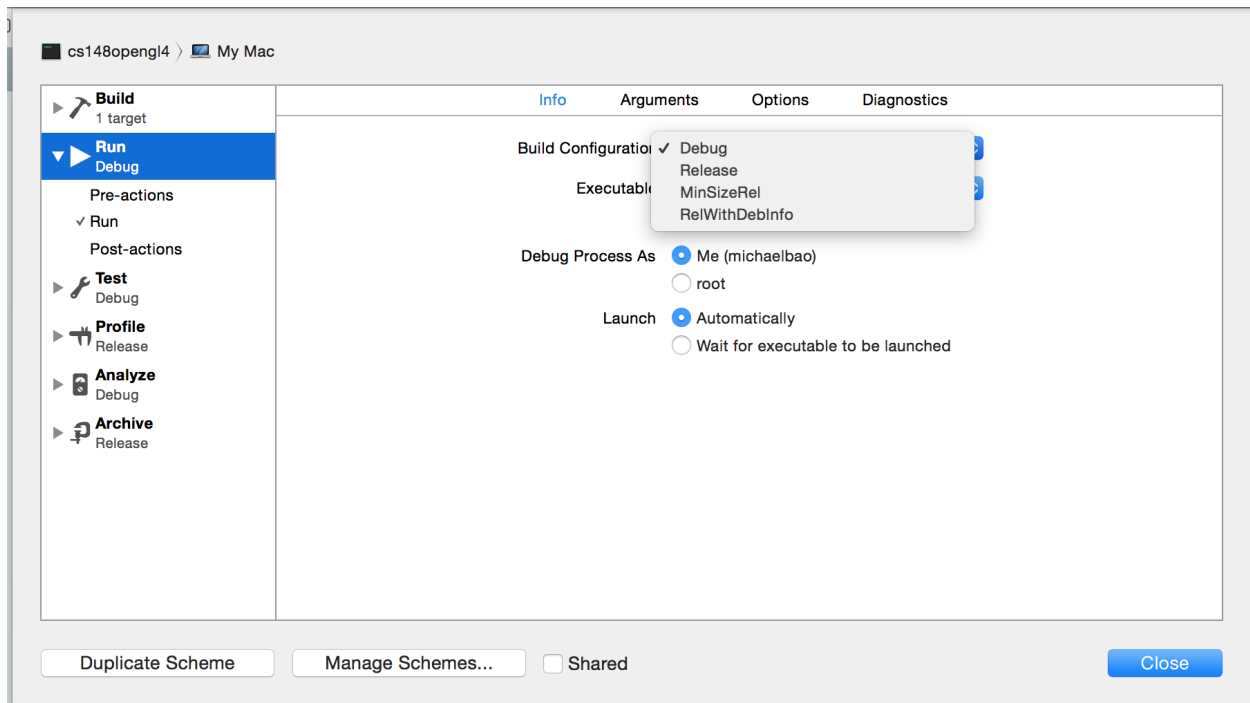 cs148opengl4 My Mac
Build
1 target
Run
Debug
Pre-actions
Run
Post-actions
Test
Debug
Profile
Release
Analyze
Debug
Archive
Release
Info Arguments Options Diagnostics
Build Configuration
Debug
Release
MinSizeRel
RelWithDebInfo
Executable
Debug Process As Me (michaelbao)
root
Launch Automatically
Wait for executable to be launched
Duplicate Scheme Manage Schemes... Shared Close